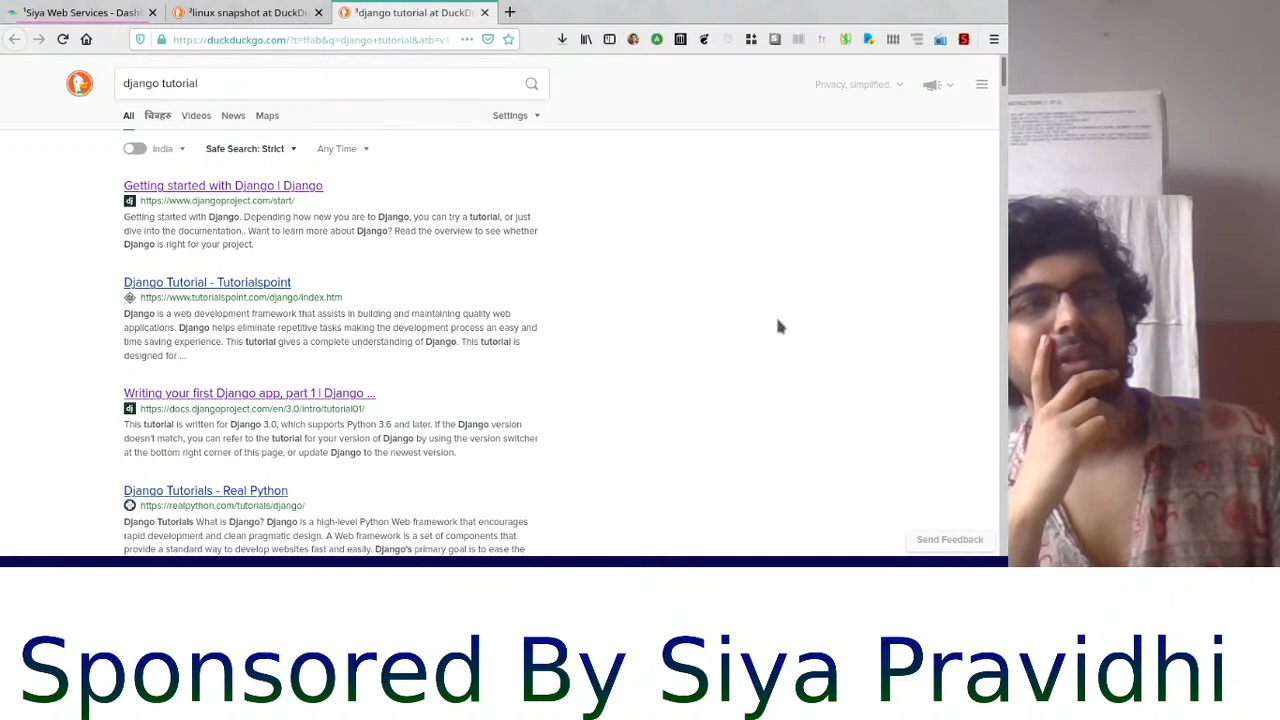 ¹Siya Web Services - Dash
²linux snapshot at DuckDu
³django tutorial at DuckDu
https://duckduckgo.com/?t=ffab&q=django+tutorial&atb=v1
django tutorial
Privacy, simplified.
All चित्रहरु Videos News Maps Settings
India Safe Search: Strict Any Time
Getting started with Django | Django
dj https://www.djangoproject.com/start/
Getting started with Django. Depending how new you are to Django, you can try a tutorial, or just
dive into the documentation.. Want to learn more about Django? Read the overview to see whether
Django is right for your project.
Django Tutorial - Tutorialspoint
https://www.tutorialspoint.com/django/index.htm
Django is a web development framework that assists in building and maintaining quality web
applications. Django helps eliminate repetitive tasks making the development process an easy and
time saving experience. This tutorial gives a complete understanding of Django. This tutorial is
designed for ...
Writing your first Django app, part 1 | Django ...
dj https://docs.djangoproject.com/en/3.0/intro/tutorial01/
This tutorial is written for Django 3.0, which supports Python 3.6 and later. If the Django version
doesn't match, you can refer to the tutorial for your version of Django by using the version switcher
at the bottom right corner of this page, or update Django to the newest version.
Django Tutorials - Real Python
https://realpython.com/tutorials/django/
Django Tutorials What is Django? Django is a high-level Python Web framework that encourages
rapid development and clean pragmatic design. A Web framework is a set of components that
provide a standard way to develop websites fast and easily. Django's primary goal is to ease the
Send Feedback
Sponsored By Siya Pravidhi